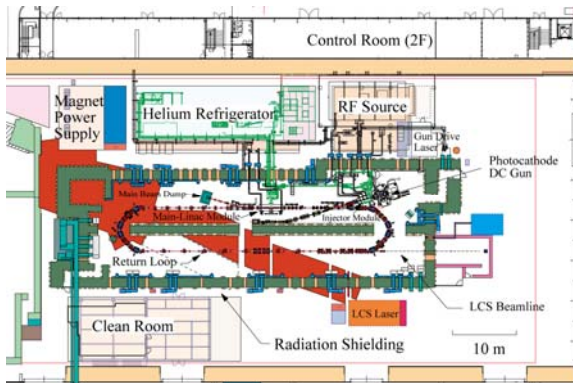 Control Room (2F)
Magnet
Power
Supply
Helium Refrigerator
RF Source
Gun Drive
Laser
Photocathode
DC Gun
Main Beam Dump
Main-Linac Module
Injector Module
Return Loop
LCS Beamline
Clean Room
LCS Laser
Radiation Shielding
10 m